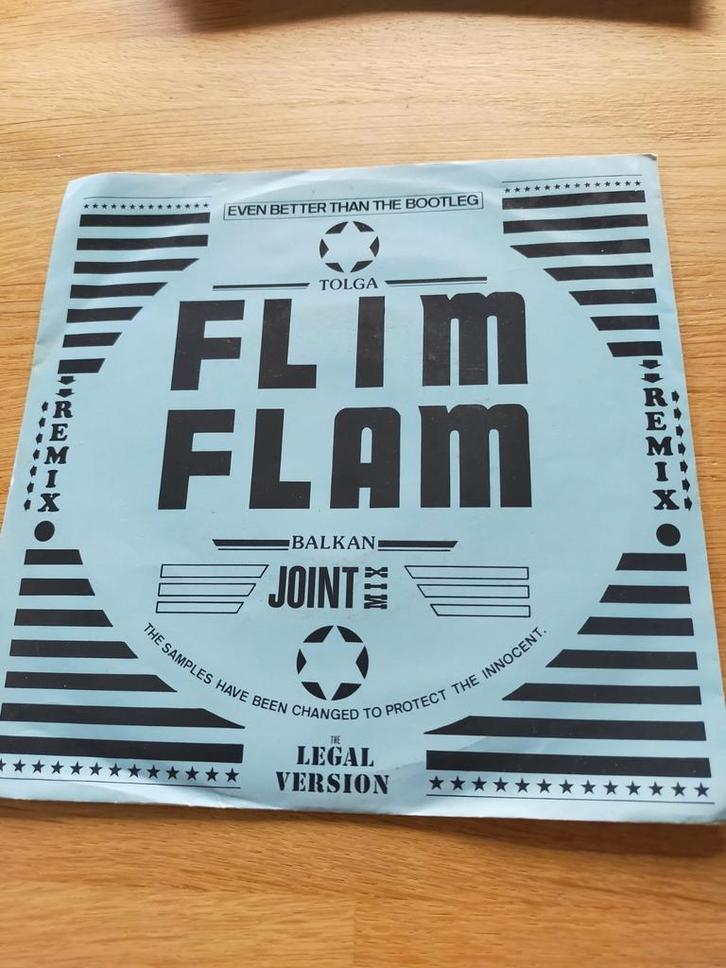 EVEN BETTER THAN THE BOOTLEG
TOLGA
FLIM
FLAM
REMIX
REMIX
BALKAN
JOINT MIX
THE SAMPLES HAVE BEEN CHANGED TO PROTECT THE INNOCENT.
THE
LEGAL
VERSION